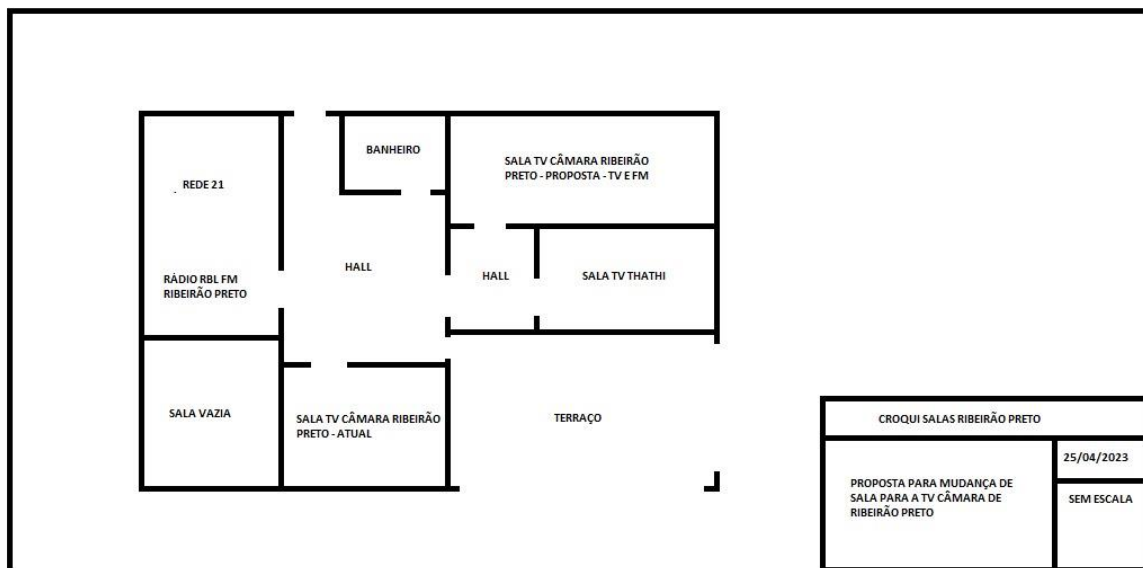 BANHEIRO
SALA TV CÂMARA RIBEIRÃO
PRETO - PROPOSTA - TV E FM
REDE 21
HALL
HALL
SALA TV THATHI
RÁDIO RBL FM
RIBEIRÃO PRETO
SALA VAZIA
SALA TV CÂMARA RIBEIRÃO
PRETO - ATUAL
TERRAÇO
CROQUI SALAS RIBEIRÃO PRETO
25/04/2023
PROPOSTA PARA MUDANÇA DE
SALA PARA A TV CÂMARA DE
RIBEIRÃO PRETO
SEM ESCALA